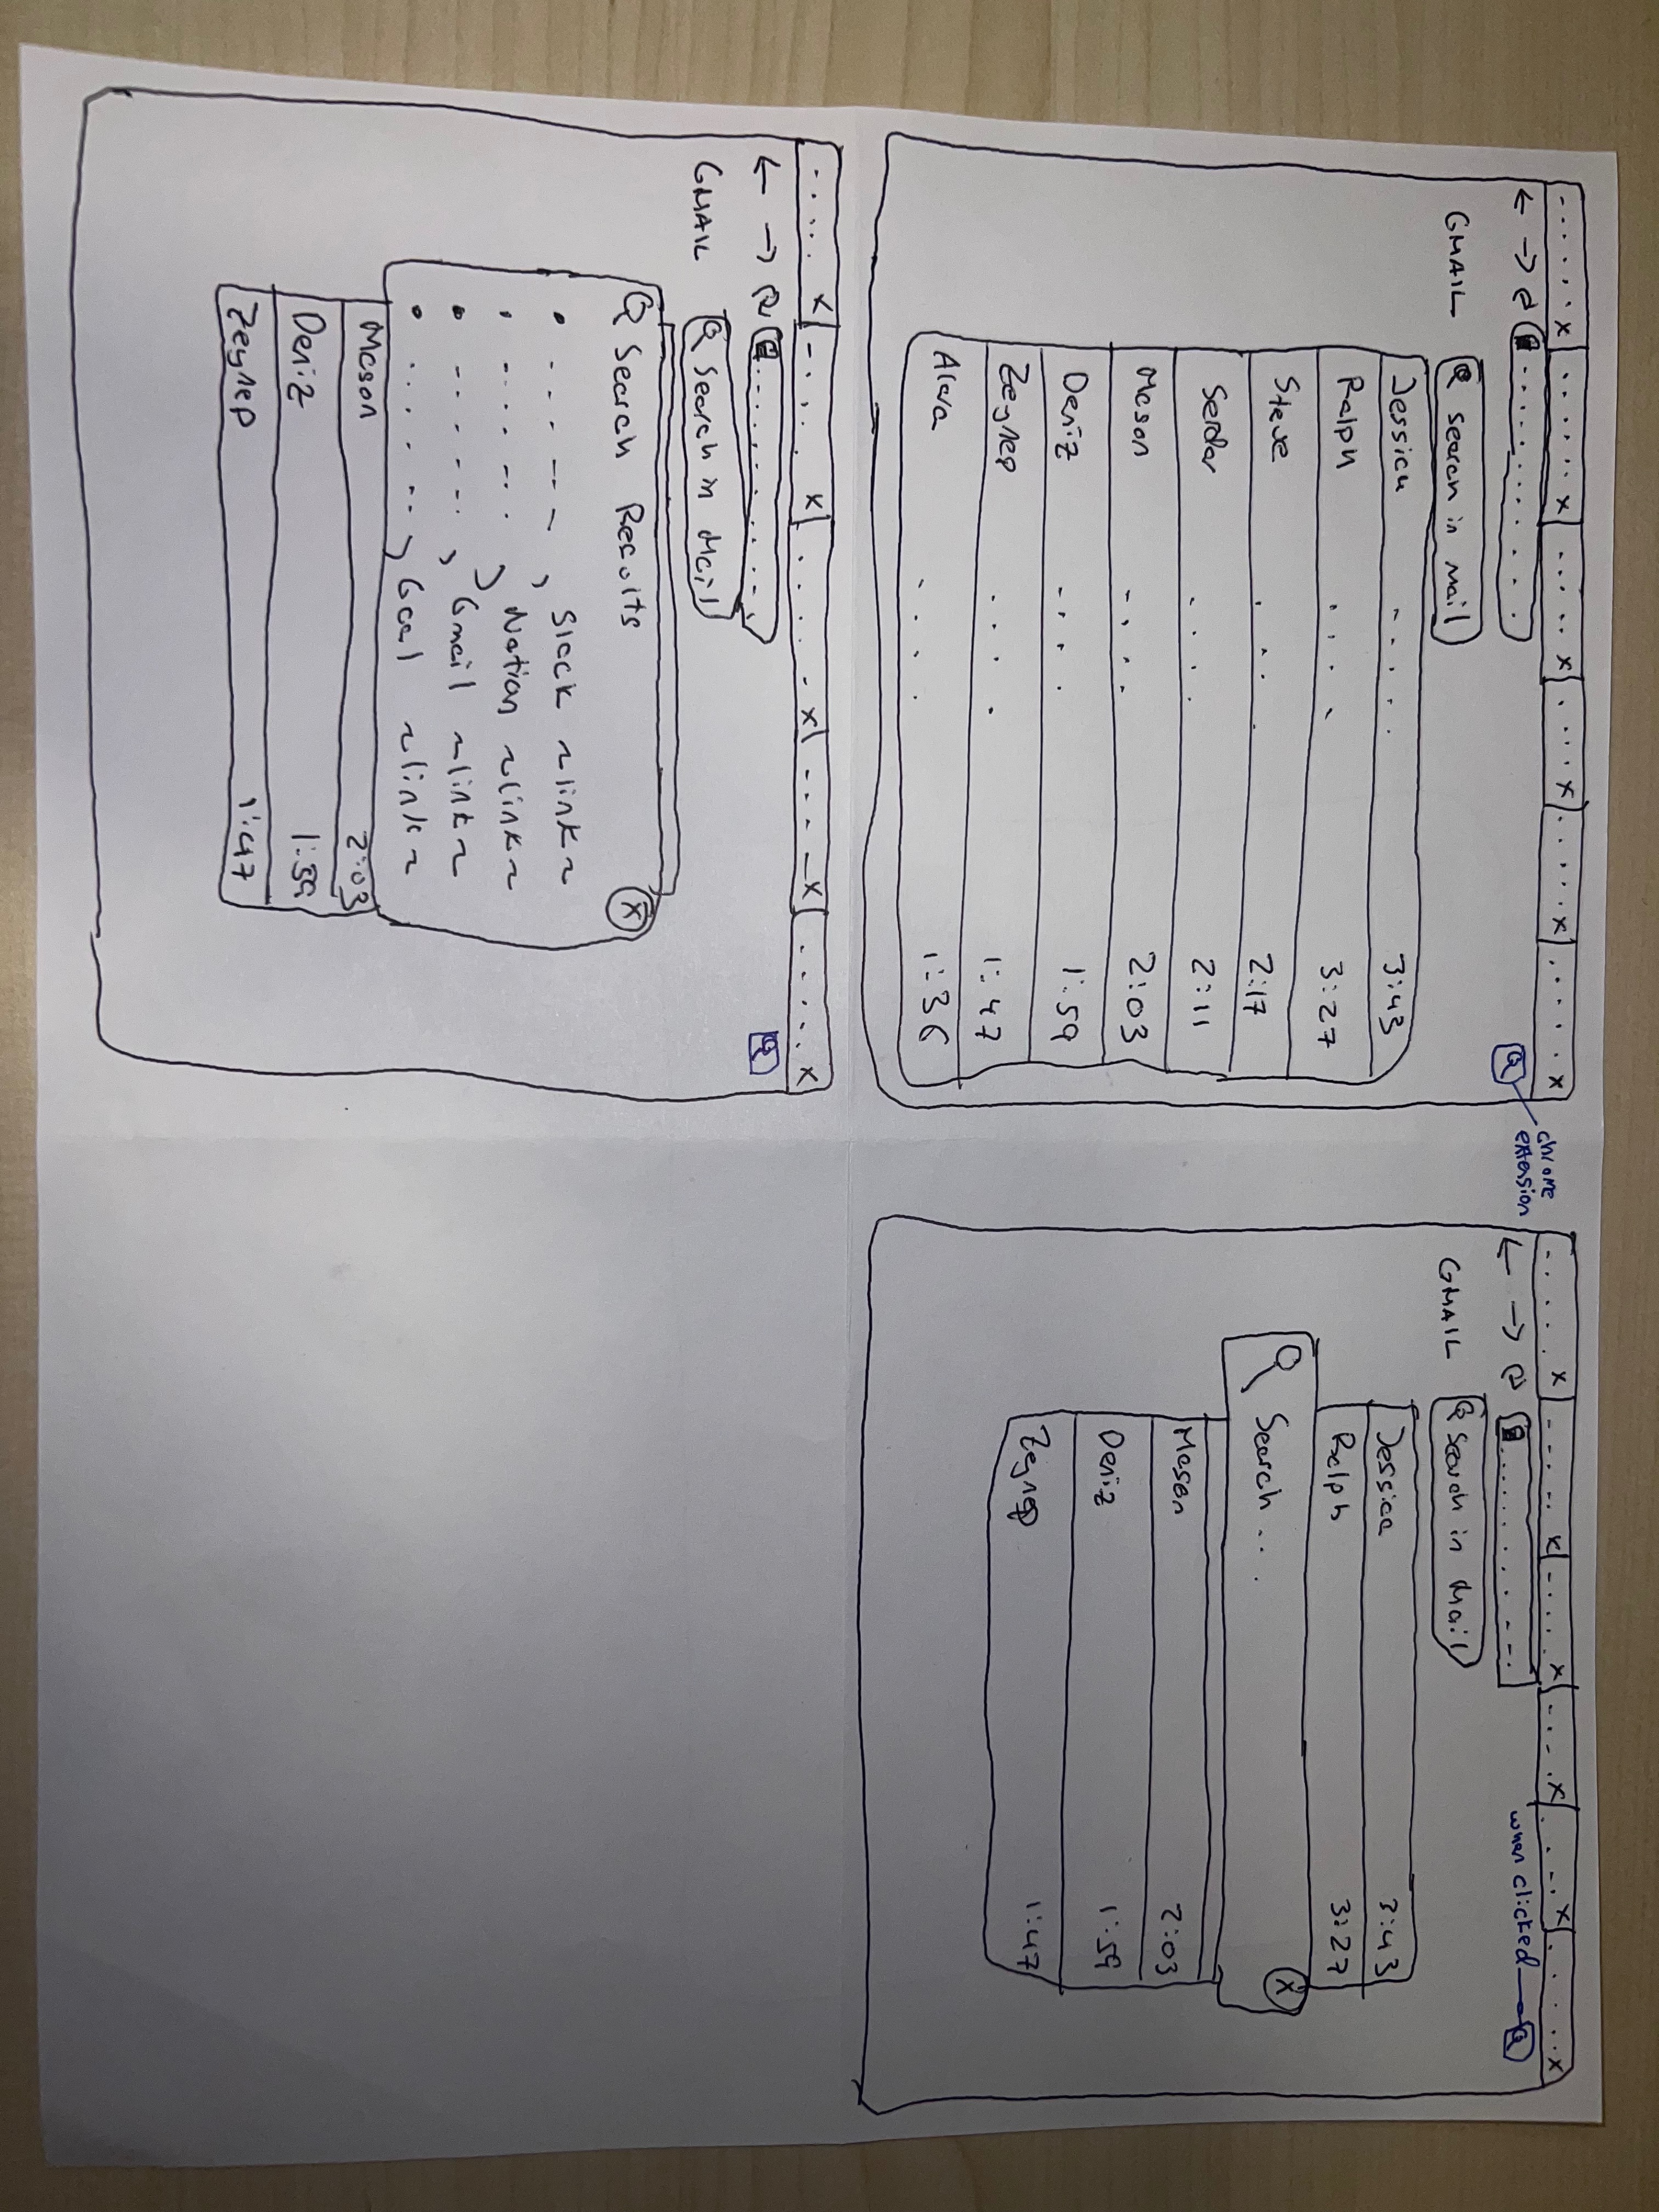 x x x x x x
← → ↻
chrome extension
GMAIL
search in mail
Jessica .... 3:43
Ralph .... 3:27
Steve .... 2:17
Serdar .... 2:11
Mason .... 2:03
Deniz .... 1:59
Zeynep .... 1:47
Alara .... 1:36
x x x x x x
← → ↻
when clicked
GMAIL
Search in Mail
Jessica 3:43
Ralph 3:27
Search... x
Mason 2:03
Deniz 1:59
Zeynep 1:47
x x x x x
← → ↻
GMAIL
Search in Mail
Search Results x
• ....., Slack ~link~
• ....., Notion ~link~
• ....., Gmail ~link~
• ....., Gcal ~link~
Mason 2:03
Deniz 1:59
Zeynep 1:47